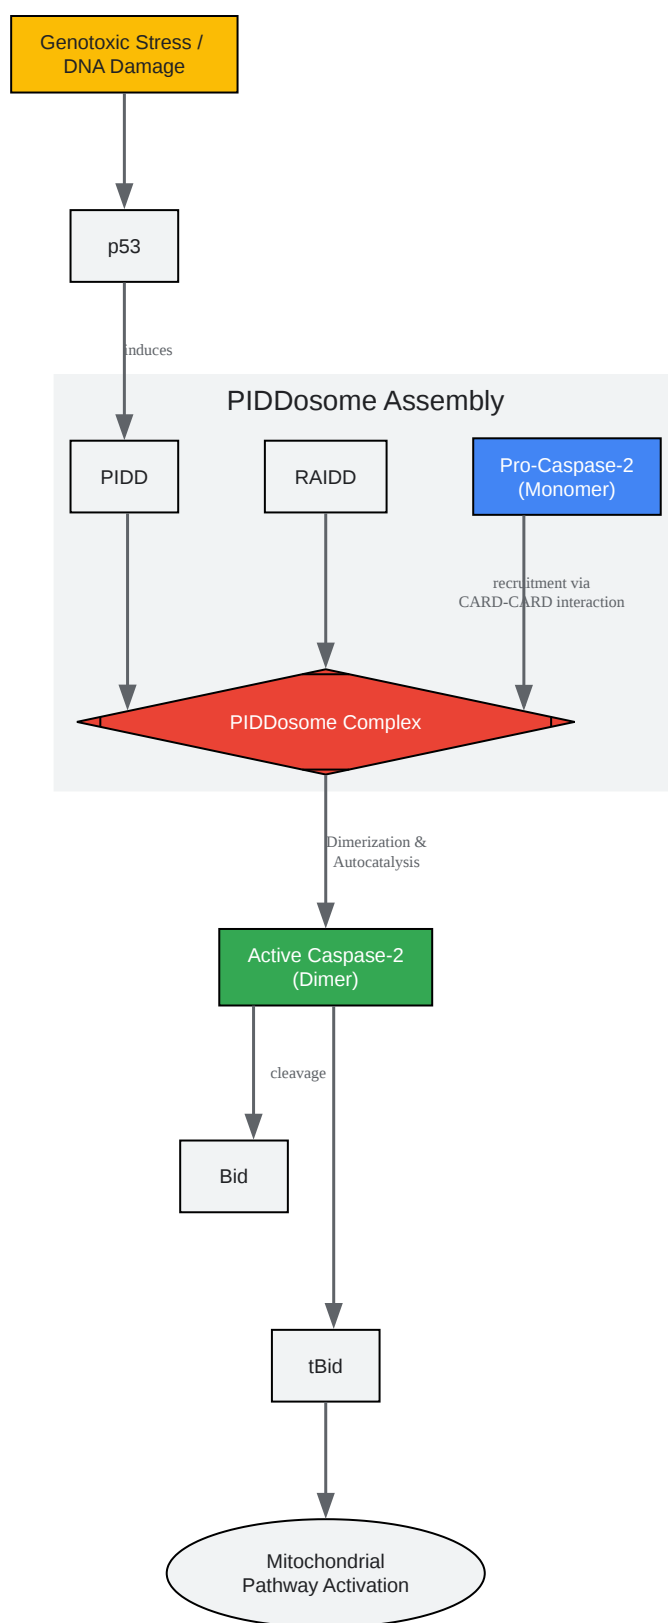 Genotoxic Stress /
DNA Damage
p53
induces
PIDDosome Assembly
PIDD
RAIDD
Pro-Caspase-2
(Monomer)
recruitment via
CARD-CARD interaction
PIDDosome Complex
Dimerization &
Autocatalysis
Active Caspase-2
(Dimer)
cleavage
Bid
tBid
Mitochondrial
Pathway Activation